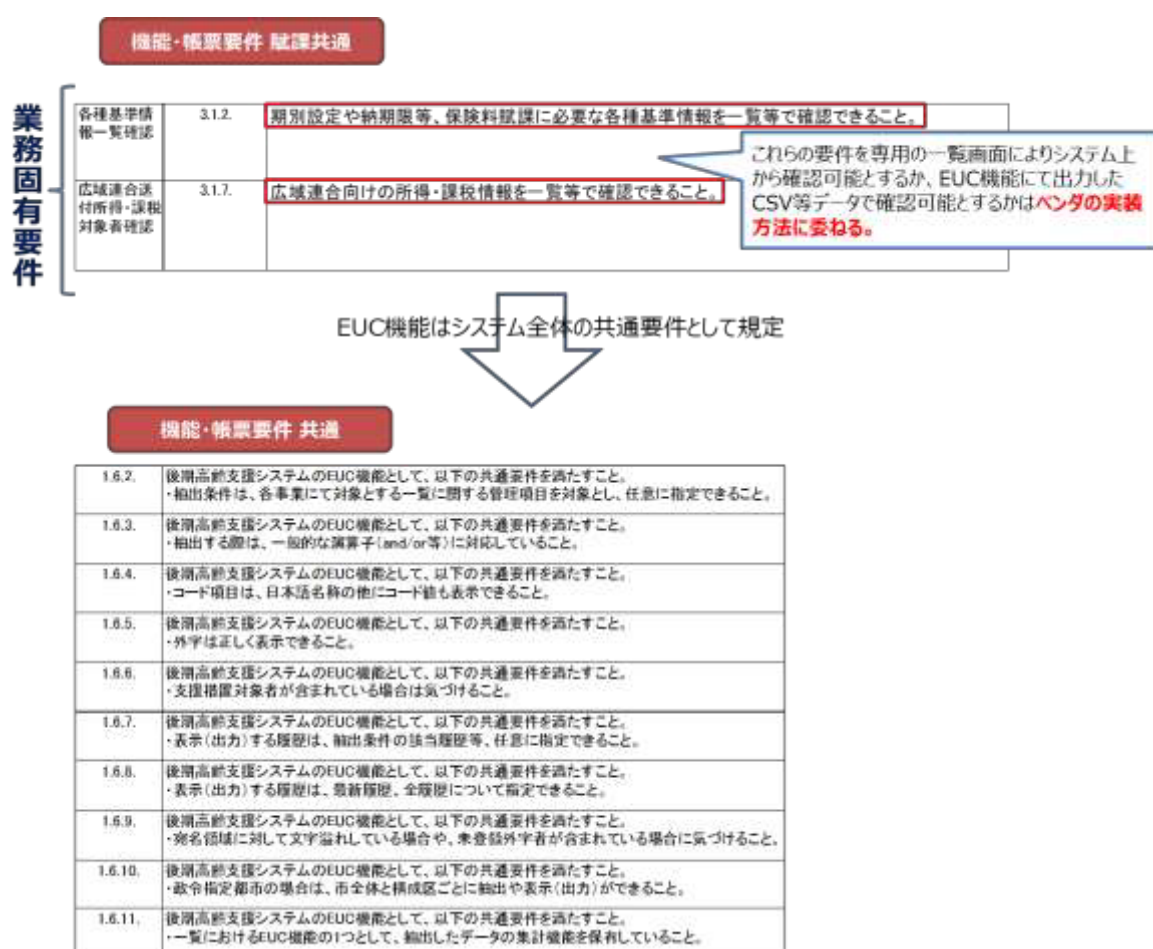 機能・帳票要件 賦課共通
業務固有要件
各種基準情
報一覧確認
3.1.2.
期別設定や納期限等、保険料賦課に必要な各種基準情報を一覧等で確認できること。
これらの要件を専用の一覧画面によりシステム上
から確認可能とするか、EUC機能にて出力した
CSV等データで確認可能とするかはベンダの実装
方法に委ねる。
広域連合送
付所得・課税
対象者確認
3.1.7.
広域連合向けの所得・課税情報を一覧等で確認できること。
EUC機能はシステム全体の共通要件として規定
機能・帳票要件 共通
1.6.2.
後期高齢支援システムのEUC機能として、以下の共通要件を満たすこと。
・抽出条件は、各事業にて対象とする一覧に関する管理項目を対象とし、任意に指定できること。
1.6.3.
後期高齢支援システムのEUC機能として、以下の共通要件を満たすこと。
・抽出する際は、一般的な演算子(and/or等)に対応していること。
1.6.4.
後期高齢支援システムのEUC機能として、以下の共通要件を満たすこと。
・コード項目は、日本語名称の他にコード値も表示できること。
1.6.5.
後期高齢支援システムのEUC機能として、以下の共通要件を満たすこと。
・外字は正しく表示できること。
1.6.6.
後期高齢支援システムのEUC機能として、以下の共通要件を満たすこと。
・支援措置対象者が含まれている場合は気づけること。
1.6.7.
後期高齢支援システムのEUC機能として、以下の共通要件を満たすこと。
・表示(出力)する履歴は、抽出条件の該当履歴等、任意に指定できること。
1.6.8.
後期高齢支援システムのEUC機能として、以下の共通要件を満たすこと。
・表示(出力)する履歴は、最新履歴、全履歴について指定できること。
1.6.9.
後期高齢支援システムのEUC機能として、以下の共通要件を満たすこと。
・宛名領域に対して文字溢れしている場合や、未登録外字者が含まれている場合に気づけること。
1.6.10.
後期高齢支援システムのEUC機能として、以下の共通要件を満たすこと。
・政令指定都市の場合は、市全体と構成区ごとに抽出や表示(出力)ができること。
1.6.11.
後期高齢支援システムのEUC機能として、以下の共通要件を満たすこと。
・一覧におけるEUC機能の1つとして、抽出したデータの集計機能を保有していること。